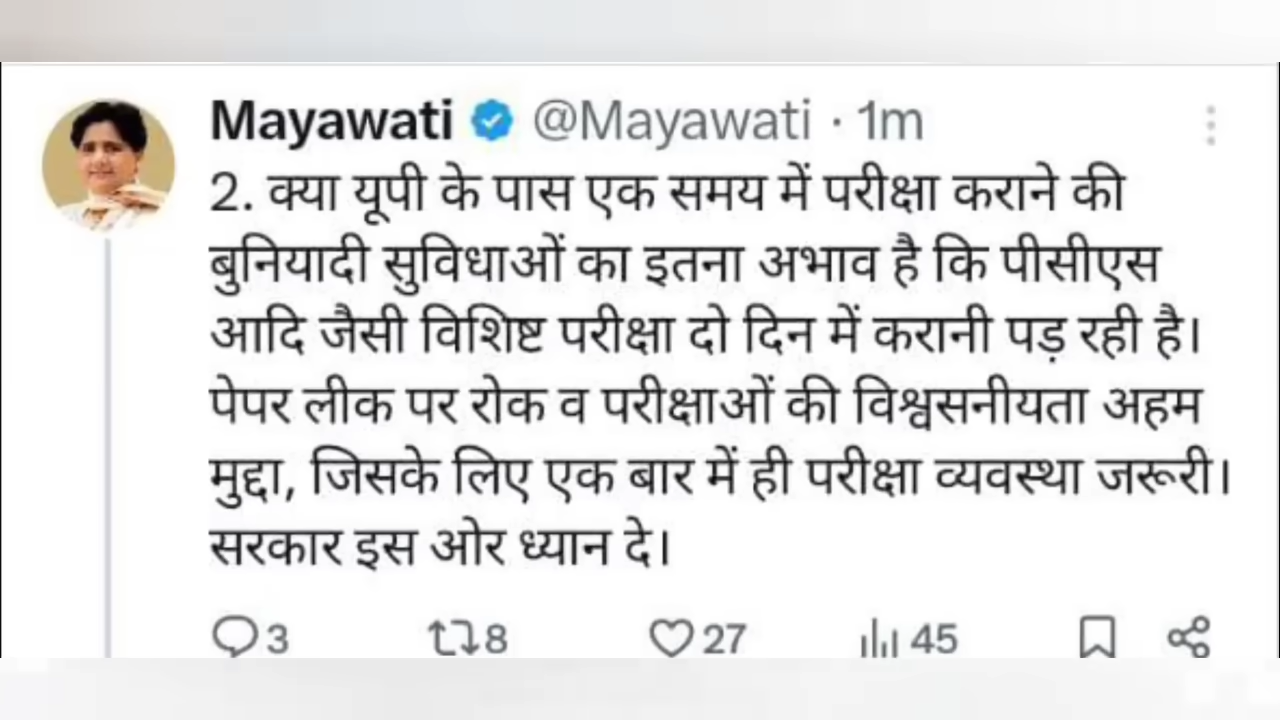 Mayawati @Mayawati · 1m
2. क्या यूपी के पास एक समय में परीक्षा कराने की
बुनियादी सुविधाओं का इतना अभाव है कि पीसीएस
आदि जैसी विशिष्ट परीक्षा दो दिन में करानी पड़ रही है।
पेपर लीक पर रोक व परीक्षाओं की विश्वसनीयता अहम
मुद्दा, जिसके लिए एक बार में ही परीक्षा व्यवस्था जरूरी।
सरकार इस ओर ध्यान दे।
3 8 27 45